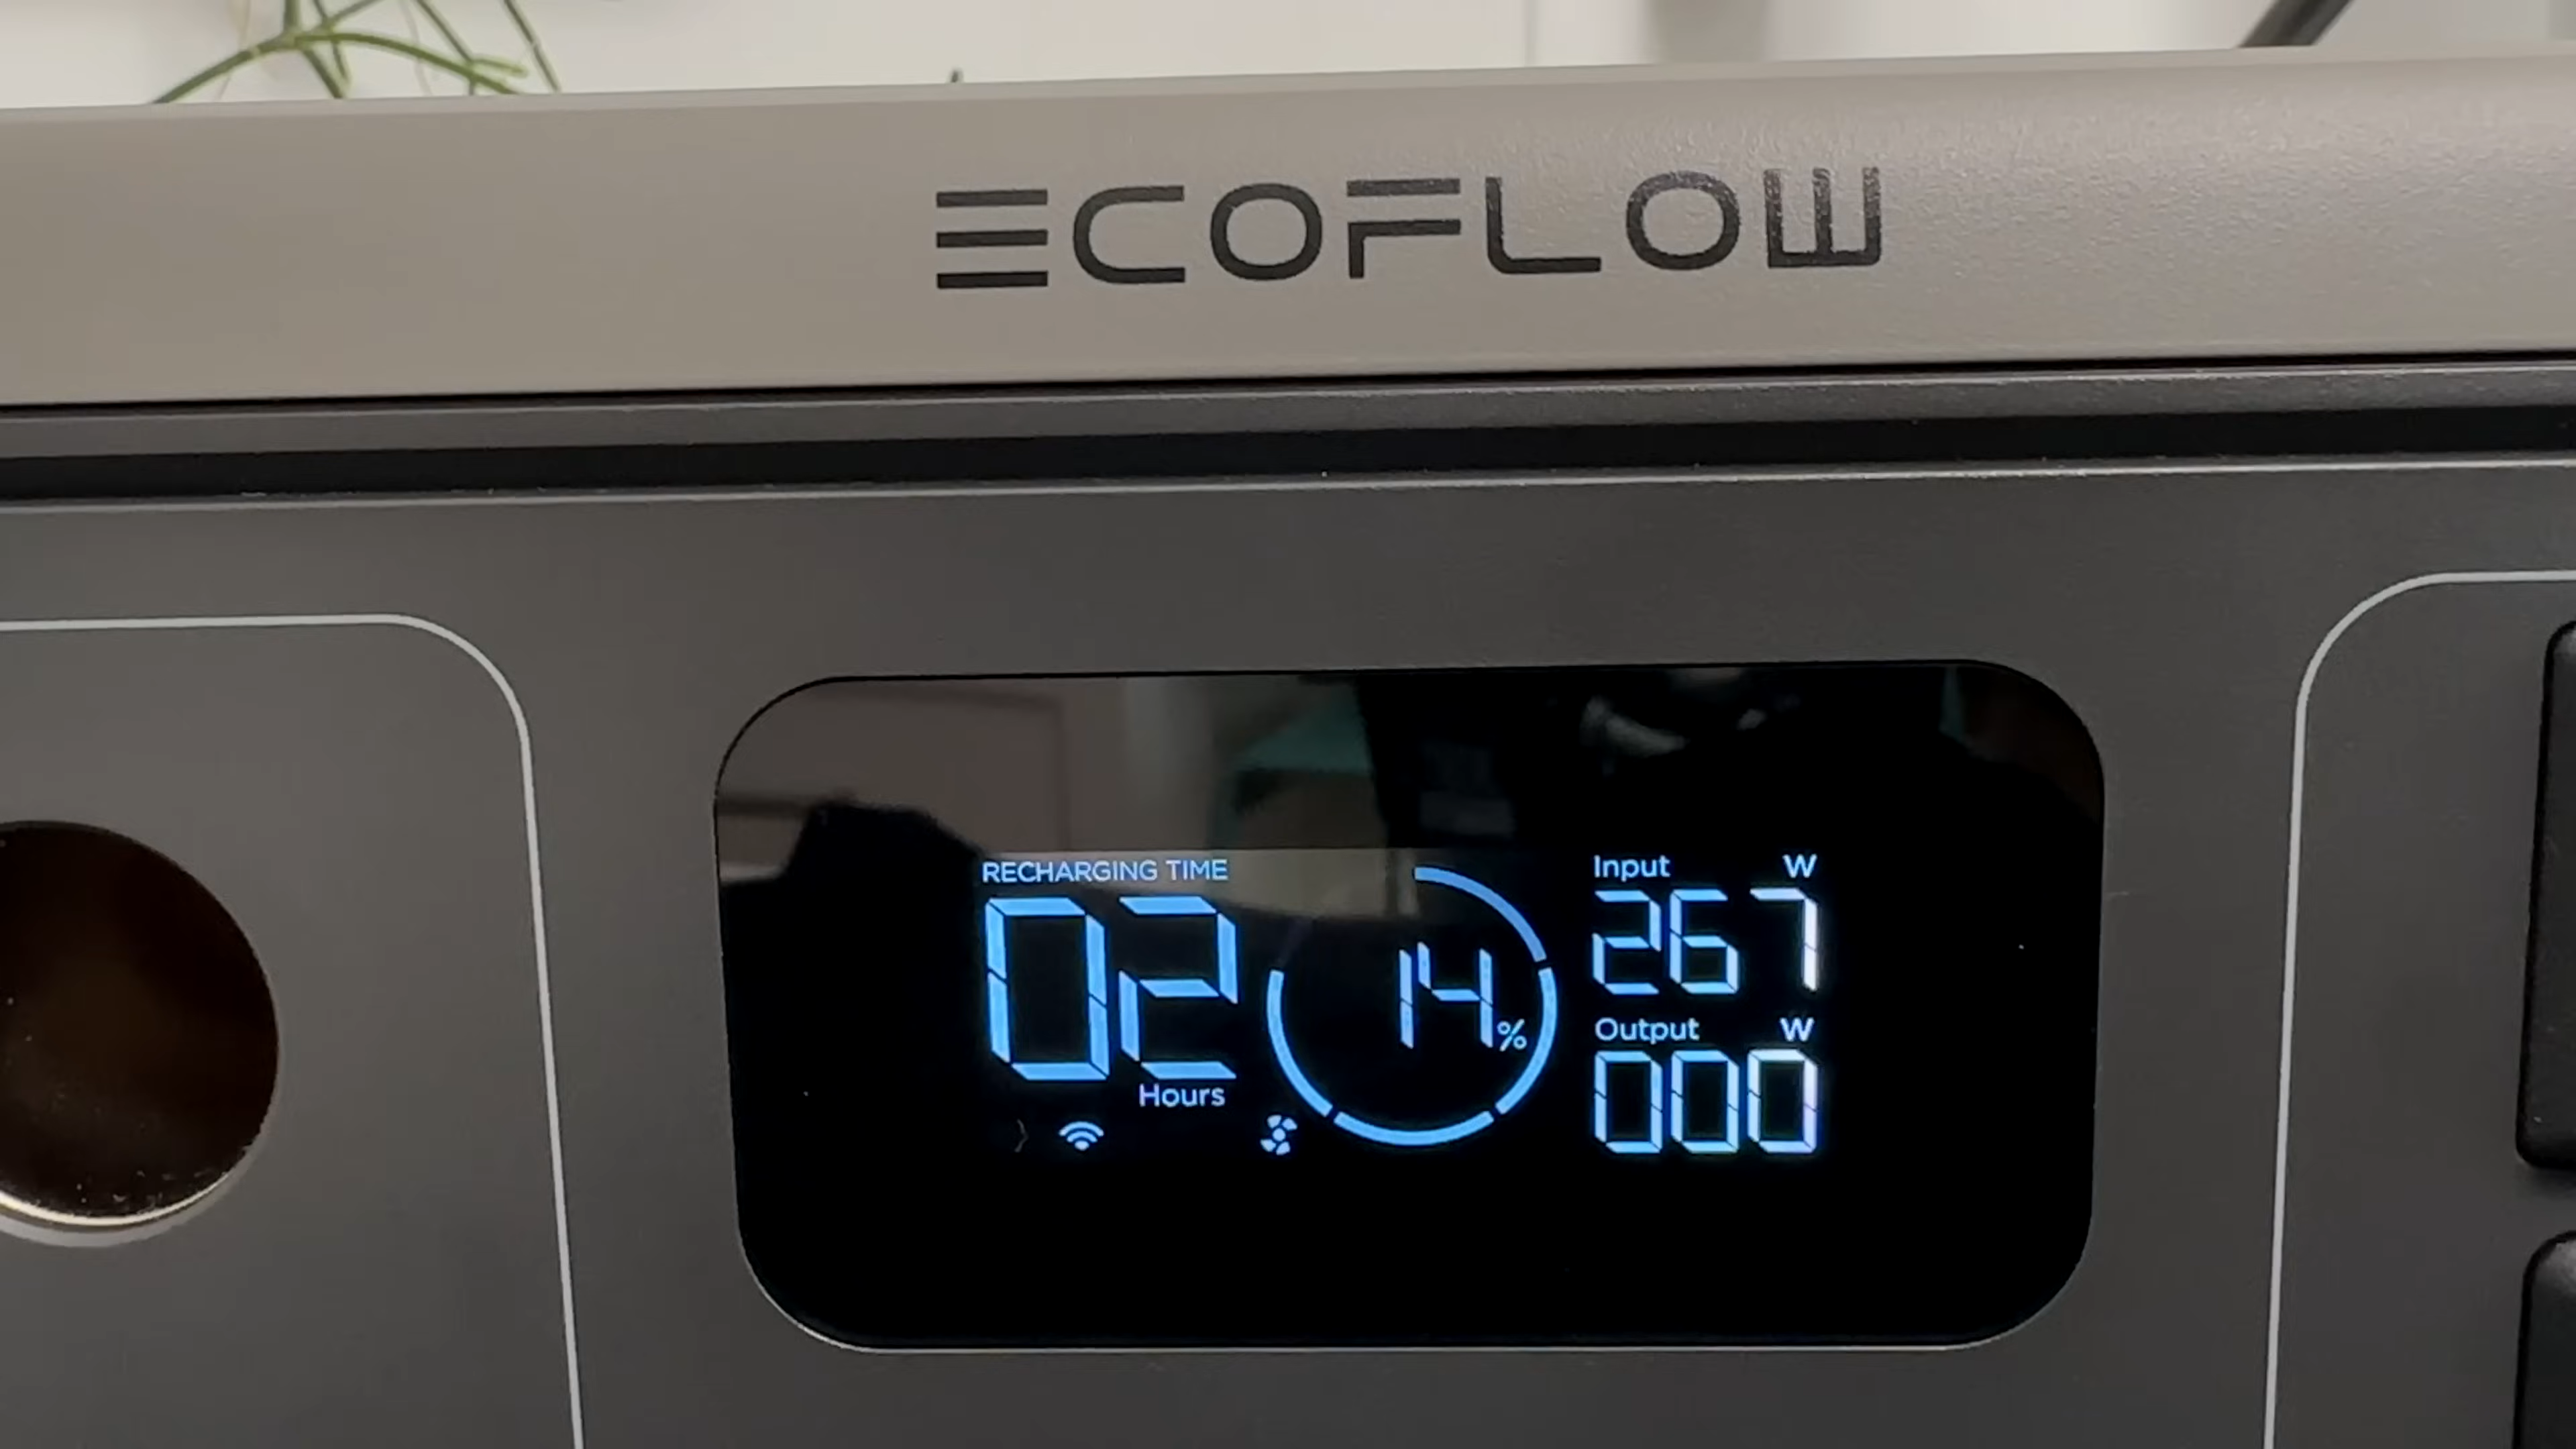 ECOFLOW
RECHARGING TIME
02
Hours
14%
Input W
267
Output W
000